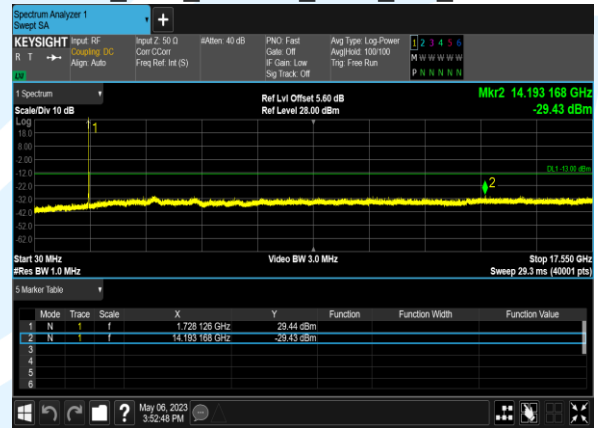 Spectrum Analyzer 1
Swept SA
KEYSIGHT Input: RF Input Z: 50 Ω #Atten: 40 dB PNO: Fast Avg Type: Log-Power 1 2 3 4 5 6
R T Coupling: DC Corr CCorr Gate: Off Avg|Hold: 100/100 M W W W W W
Align: Auto Freq Ref: Int (S) IF Gain: Low Trig: Free Run P N N N N N
Sig Track: Off
1 Spectrum Ref Lvl Offset 5.60 dB Mkr2 14.193 168 GHz
Scale/Div 10 dB Ref Level 28.00 dBm -29.43 dBm
Log
1
18.0
8.00
-2.00
DL1 -13.00 dBm
-12.0
2
-22.0
-32.0
-42.0
-52.0
-62.0
Start 30 MHz Video BW 3.0 MHz Stop 17.550 GHz
#Res BW 1.0 MHz Sweep 29.3 ms (40001 pts)
5 Marker Table
Mode Trace Scale X Y Function Function Width Function Value
1 N 1 f 1.728 126 GHz 29.44 dBm
2 N 1 f 14.193 168 GHz -29.43 dBm
3
4
5
6
? May 06, 2023
3:52:48 PM